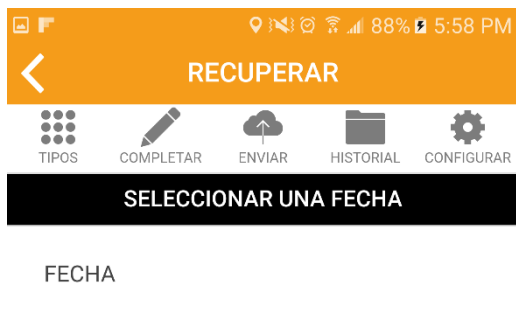 88% 5:58 PM
RECUPERAR
TIPOS COMPLETAR ENVIAR HISTORIAL CONFIGURAR
SELECCIONAR UNA FECHA
FECHA